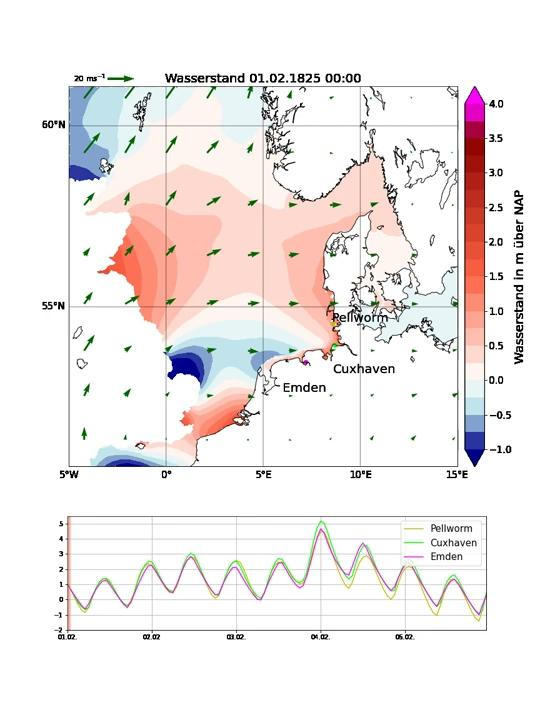 20 ms⁻¹ Wasserstand 01.02.1825 00:00
60°N
55°N
Pellworm
Cuxhaven
Emden
5°W 0° 5°E 10°E 15°E
4.0
3.5
3.0
2.5
2.0
1.5
1.0
0.5
0.0
−0.5
−1.0
Wasserstand in m über NAP
5
4
3
2
1
0
−1
−2
Pellworm
Cuxhaven
Emden
01.02. 02.02. 03.02. 04.02. 05.02.